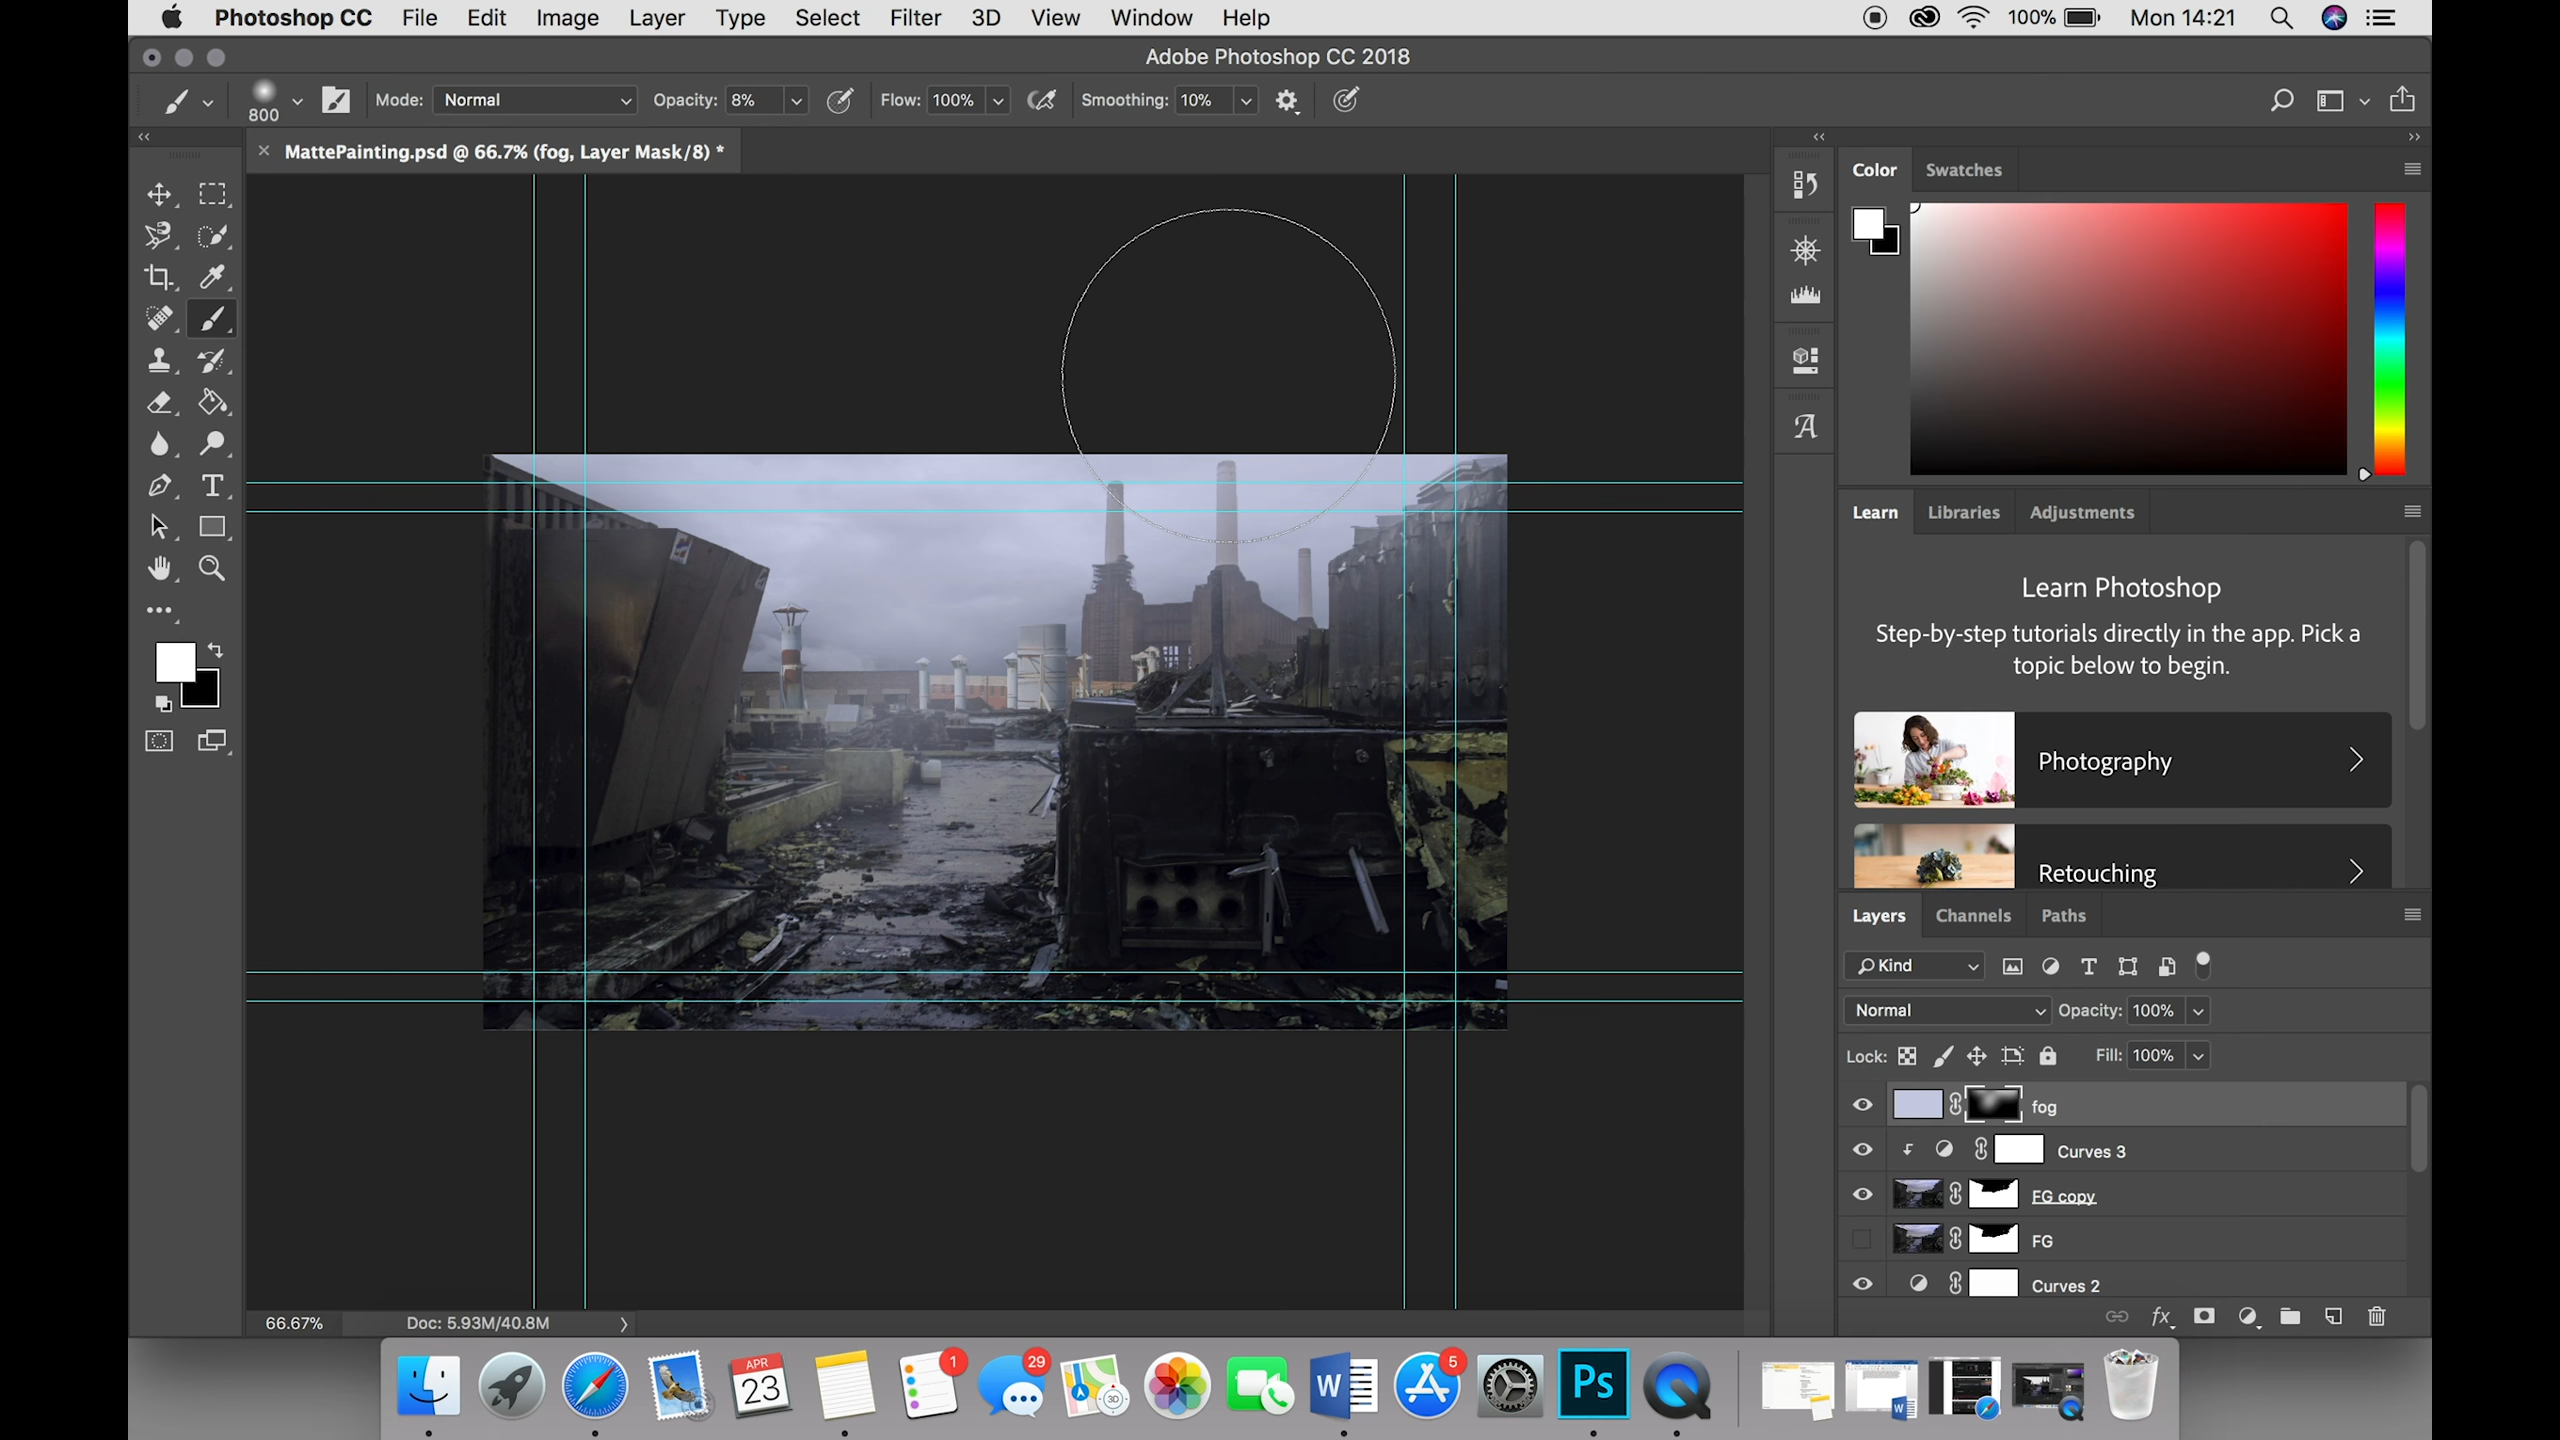 Photoshop CC File Edit Image Layer Type Select Filter 3D View Window Help 100% Mon 14:21
Adobe Photoshop CC 2018
800 Mode: Normal Opacity: 8% Flow: 100% Smoothing: 10%
MattePainting.psd @ 66.7% (fog, Layer Mask/8) *
Color Swatches
Learn Libraries Adjustments
Learn Photoshop
Step-by-step tutorials directly in the app. Pick a
topic below to begin.
Photography
Retouching
Layers Channels Paths
Kind
Normal Opacity: 100%
Lock: Fill: 100%
fog
Curves 3
FG copy
FG
Curves 2
fx
66.67% Doc: 5.93M/40.8M
APR
23
1
29
3D
W
5
Ps